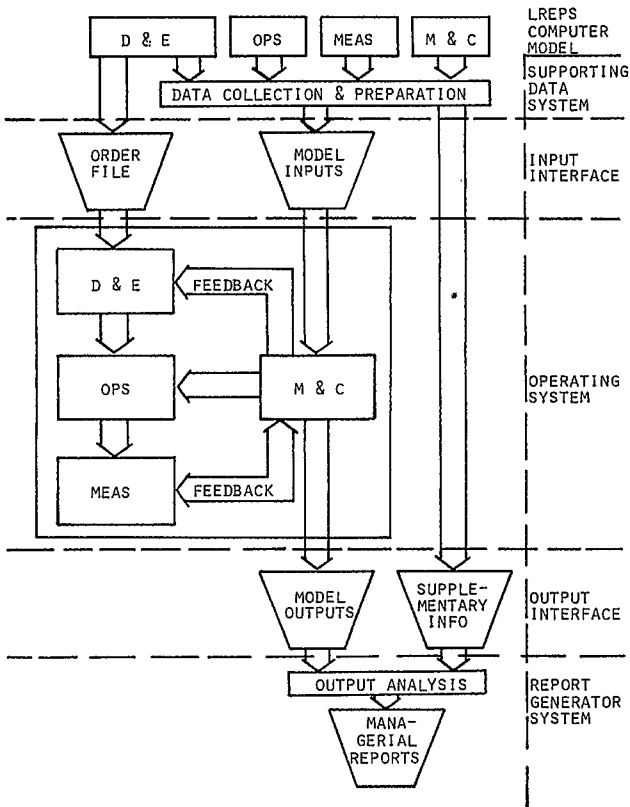 LREPS
COMPUTER
MODEL
D & E
OPS
MEAS
M & C
DATA COLLECTION & PREPARATION
SUPPORTING
DATA
SYSTEM
ORDER
FILE
MODEL
INPUTS
INPUT
INTERFACE
D & E
FEEDBACK
OPS
M & C
OPERATING
SYSTEM
MEAS
FEEDBACK
MODEL
OUTPUTS
SUPPLE-
MENTARY
INFO
OUTPUT
INTERFACE
OUTPUT ANALYSIS
REPORT
GENERATOR
SYSTEM
MANA-
GERIAL
REPORTS